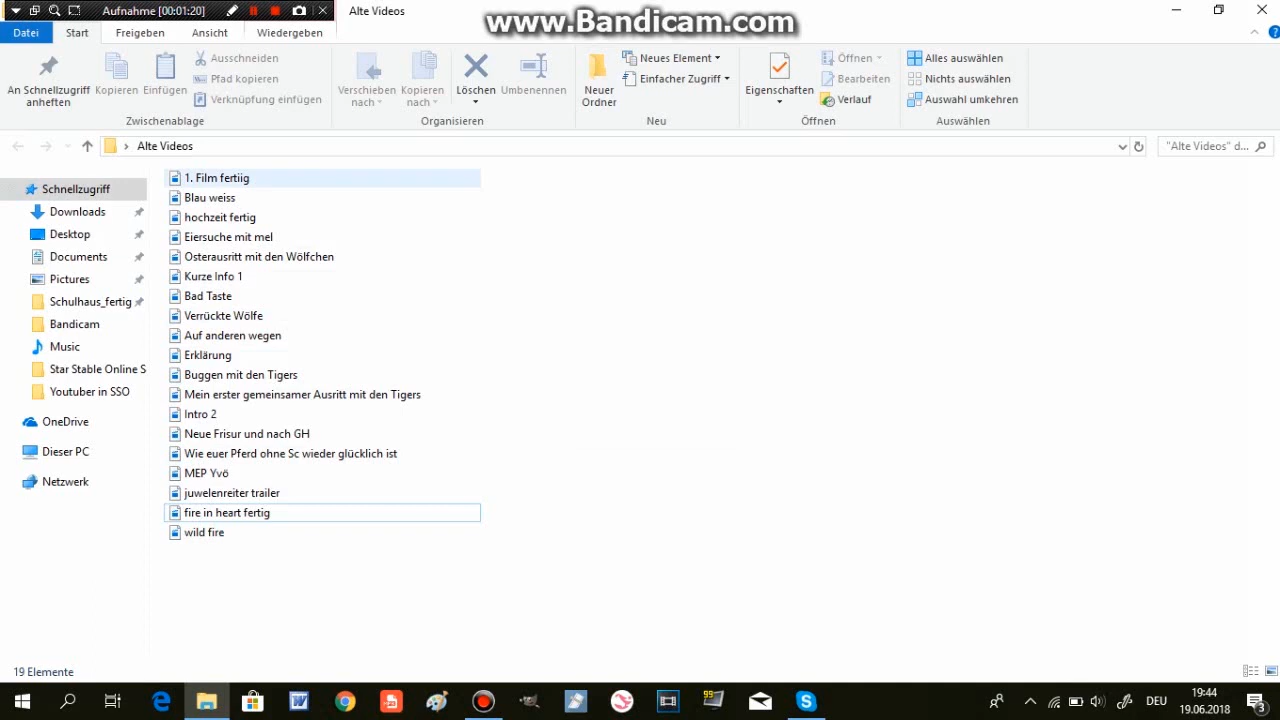 Aufnahme [00:01:20]
Alte Videos
www.Bandicam.com
Datei Start Freigeben Ansicht Wiedergeben
An Schnellzugriff anheften
Kopieren
Einfügen
Ausschneiden
Pfad kopieren
Verknüpfung einfügen
Zwischenablage
Verschieben nach
Kopieren nach
Löschen
Umbenennen
Organisieren
Neuer Ordner
Neues Element
Einfacher Zugriff
Neu
Eigenschaften
Öffnen
Bearbeiten
Verlauf
Öffnen
Alles auswählen
Nichts auswählen
Auswahl umkehren
Auswählen
Alte Videos
"Alte Videos" d...
Schnellzugriff
Downloads
Desktop
Documents
Pictures
Schulhaus_fertig
Bandicam
Music
Star Stable Online S
Youtuber in SSO
OneDrive
Dieser PC
Netzwerk
1. Film fertiig
Blau weiss
hochzeit fertig
Eiersuche mit mel
Osterausritt mit den Wölfchen
Kurze Info 1
Bad Taste
Verrückte Wölfe
Auf anderen wegen
Erklärung
Buggen mit den Tigers
Mein erster gemeinsamer Ausritt mit den Tigers
Intro 2
Neue Frisur und nach GH
Wie euer Pferd ohne Sc wieder glücklich ist
MEP Yvö
juwelenreiter trailer
fire in heart fertig
wild fire
19 Elemente
99
DEU
19:44
19.06.2018
3